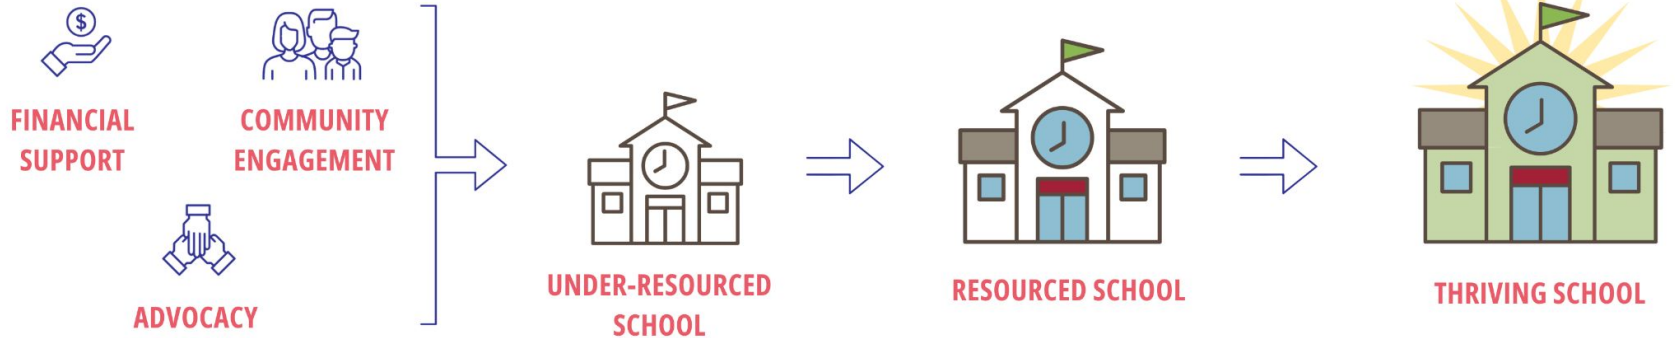 $
FINANCIAL
SUPPORT
COMMUNITY
ENGAGEMENT
ADVOCACY
UNDER-RESOURCED
SCHOOL
RESOURCED SCHOOL
THRIVING SCHOOL